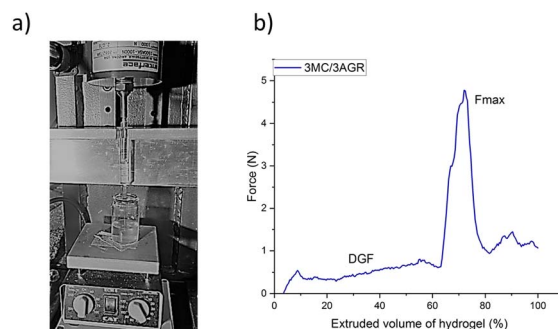 a)
b)
interface
3MC/3AGR
Fmax
DGF
Force (N)
5
4
3
2
1
0
0
20
40
60
80
100
Extruded volume of hydrogel (%)